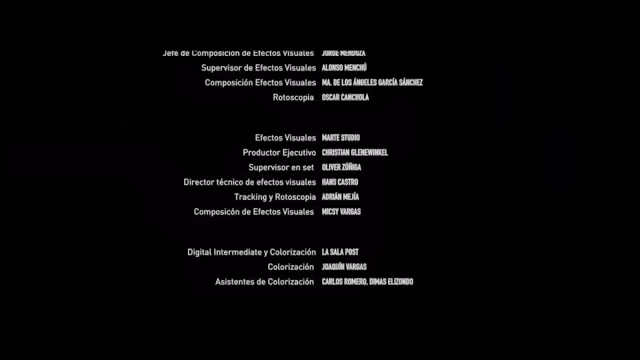 Jefe de Composición de Efectos Visuales JORGE MENDOZA
Supervisor de Efectos Visuales ALONSO MENCHÚ
Composición Efectos Visuales MA. DE LOS ÁNGELES GARCÍA SÁNCHEZ
Rotoscopia OSCAR CANCHOLA
Efectos Visuales MARTE STUDIO
Productor Ejecutivo CHRISTIAN GLENEWINKEL
Supervisor en set OLIVER ZÚÑIGA
Director técnico de efectos visuales HANS CASTRO
Tracking y Rotoscopia ADRIÁN MEJÍA
Composicón de Efectos Visuales MICSY VARGAS
Digital Intermediate y Colorización LA SALA POST
Colorización JOAQUÍN VARGAS
Asistentes de Colorización CARLOS ROMERO, DIMAS ELIZONDO